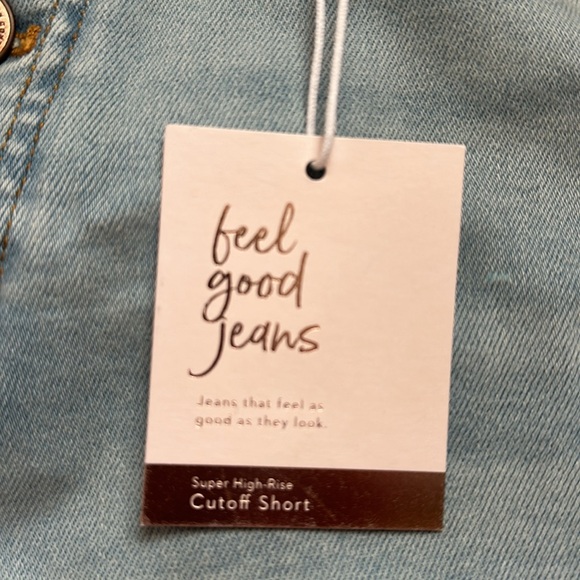 feel
good
jeans
Jeans that feel as
good as they look.
Super High-Rise
Cutoff Short